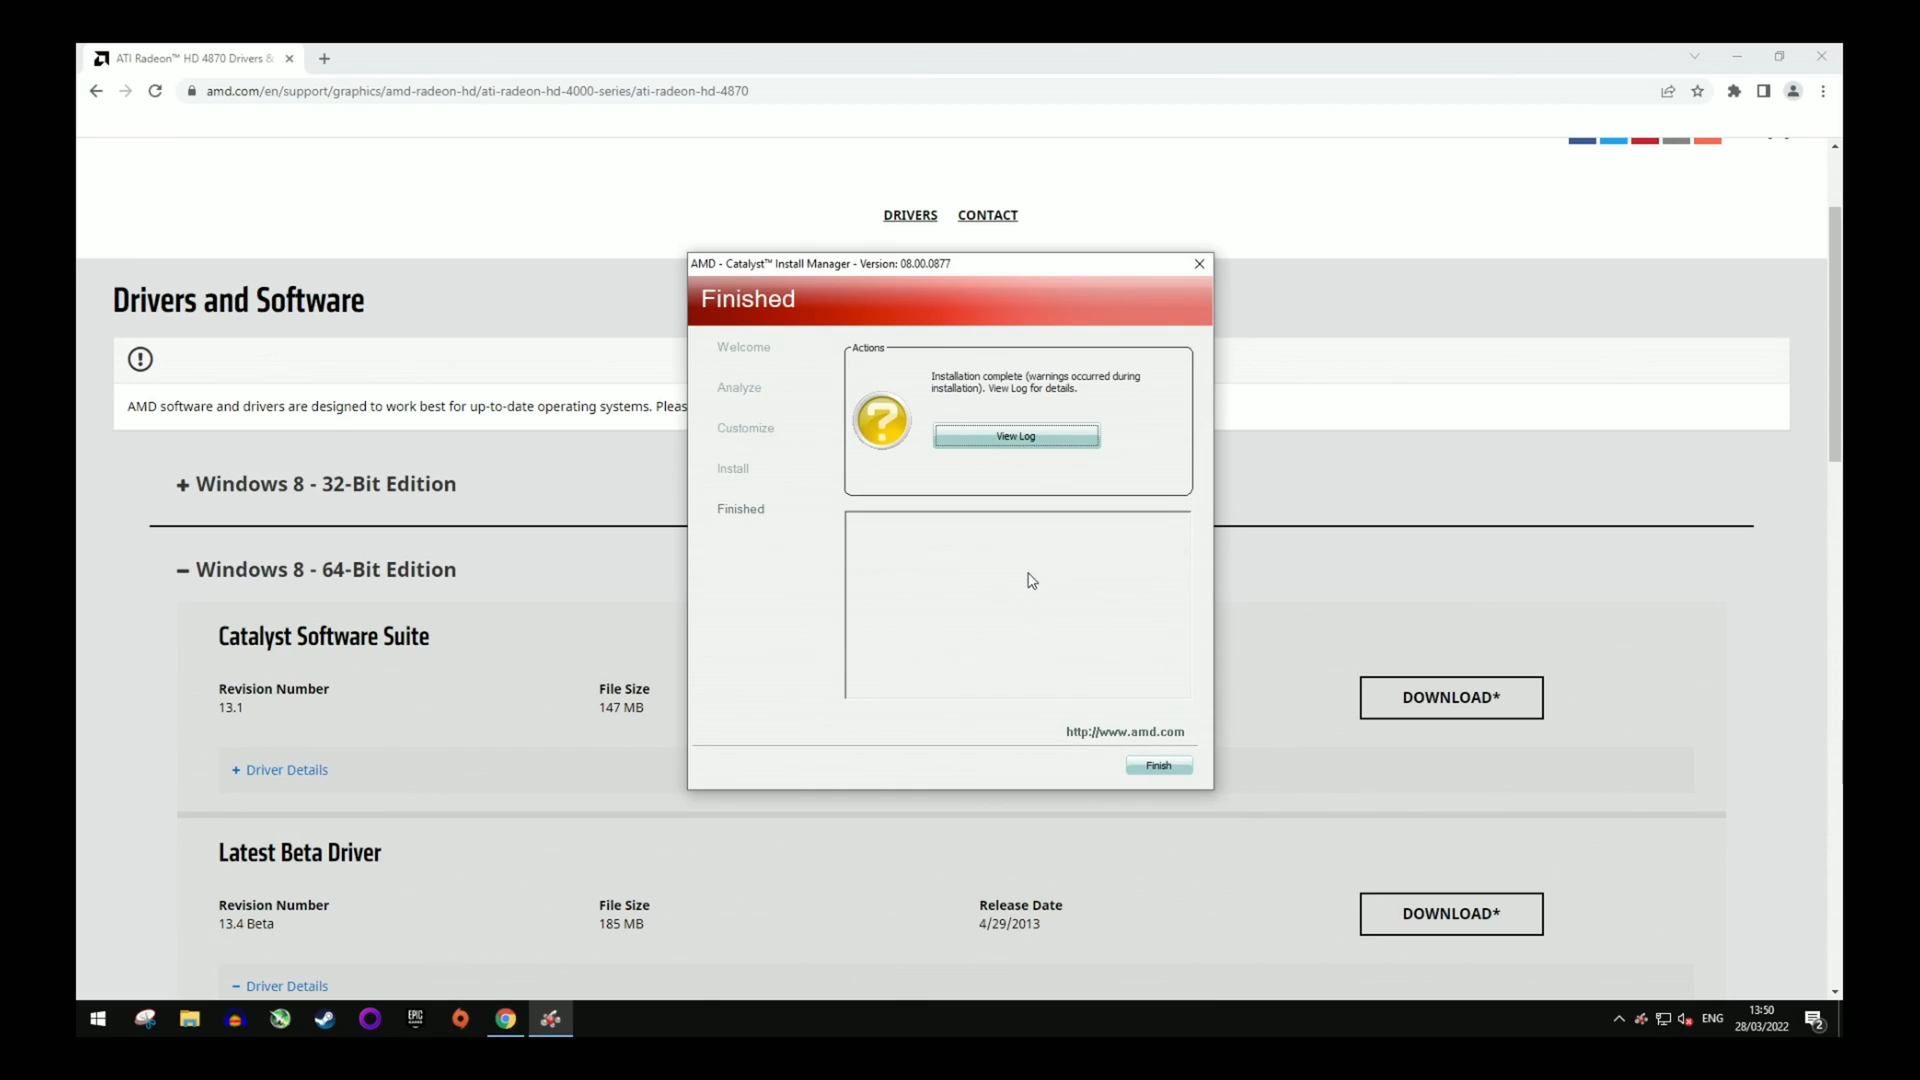 ATI Radeon™ HD 4870 Drivers &
amd.com/en/support/graphics/amd-radeon-hd/ati-radeon-hd-4000-series/ati-radeon-hd-4870
DRIVERS CONTACT
AMD - Catalyst™ Install Manager - Version: 08.00.0877
Finished
Drivers and Software
Welcome
Analyze
Customize
Install
Finished
Actions
Installation complete (warnings occurred during
installation). View Log for details.
View Log
http://www.amd.com
Finish
AMD software and drivers are designed to work best for up-to-date operating systems. Pleas
+ Windows 8 - 32-Bit Edition
– Windows 8 - 64-Bit Edition
Catalyst Software Suite
Revision Number File Size
13.1 147 MB
DOWNLOAD*
+ Driver Details
Latest Beta Driver
Revision Number File Size Release Date
13.4 Beta 185 MB 4/29/2013
DOWNLOAD*
– Driver Details
EPIC
GAMES
ENG
13:50
28/03/2022
2